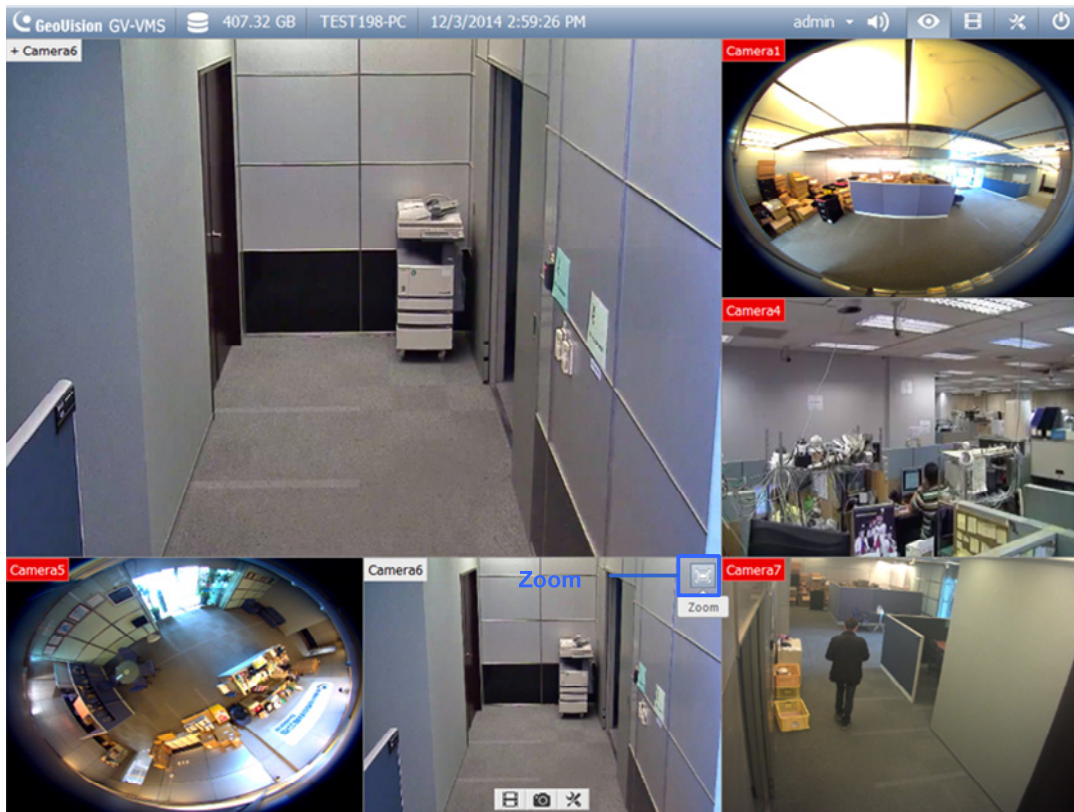 GeoVision GV-VMS 407.32 GB TEST198-PC 12/3/2014 2:59:26 PM admin
+ Camera6
Camera1
Camera4
Camera5
Camera6
Zoom
Zoom
Camera7